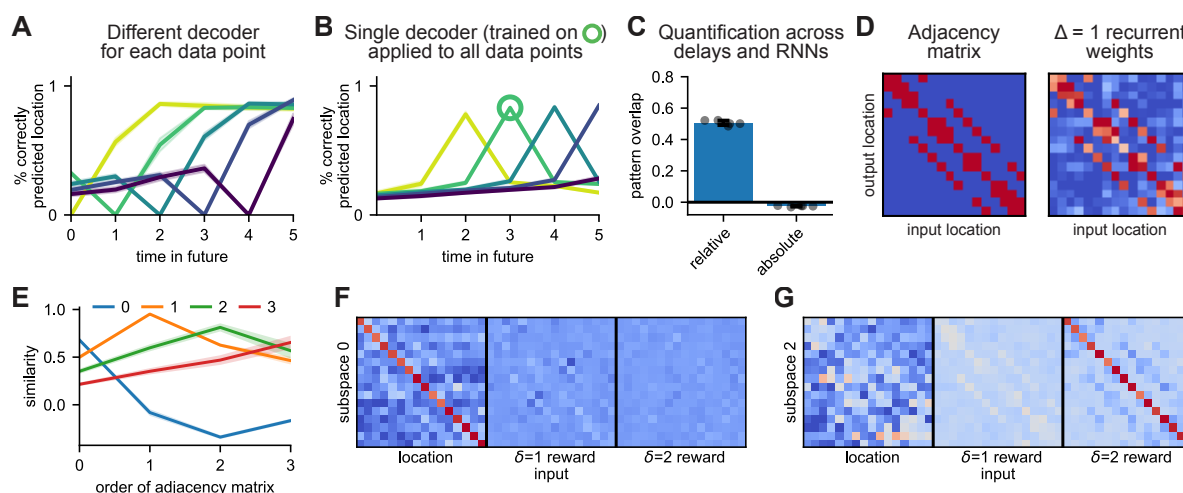 A
Different decoder
for each data point
% correctly
predicted location
1
0
0 1 2 3 4 5
time in future
B
Single decoder (trained on )
applied to all data points
% correctly
predicted location
1
0
1 2 3 4 5
time in future
C
Quantification across
delays and RNNs
pattern overlap
0.8
0.6
0.4
0.2
0.0
relative
absolute
D
Adjacency
matrix
output location
input location
Δ = 1 recurrent
weights
input location
E
0 1 2 3
similarity
1.0
0.5
0.0
0 1 2 3
order of adjacency matrix
F
subspace 0
location
δ=1 reward
δ=2 reward
input
G
subspace 2
location
δ=1 reward
δ=2 reward
input